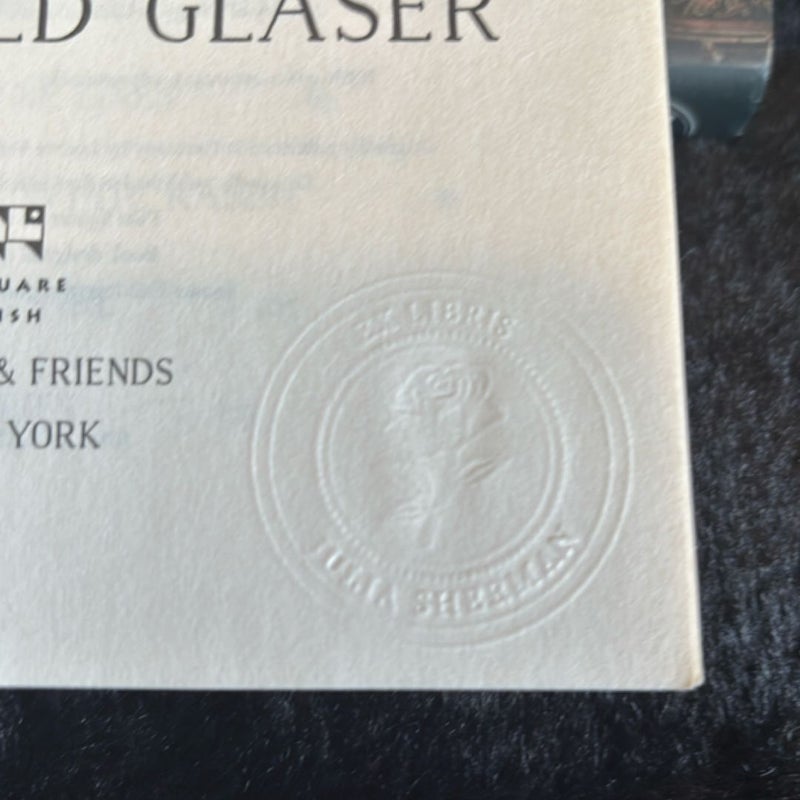 LD GLASER
UARE
ISH
& FRIENDS
YORK
EX LIBRIS
JULIA SHERMAN